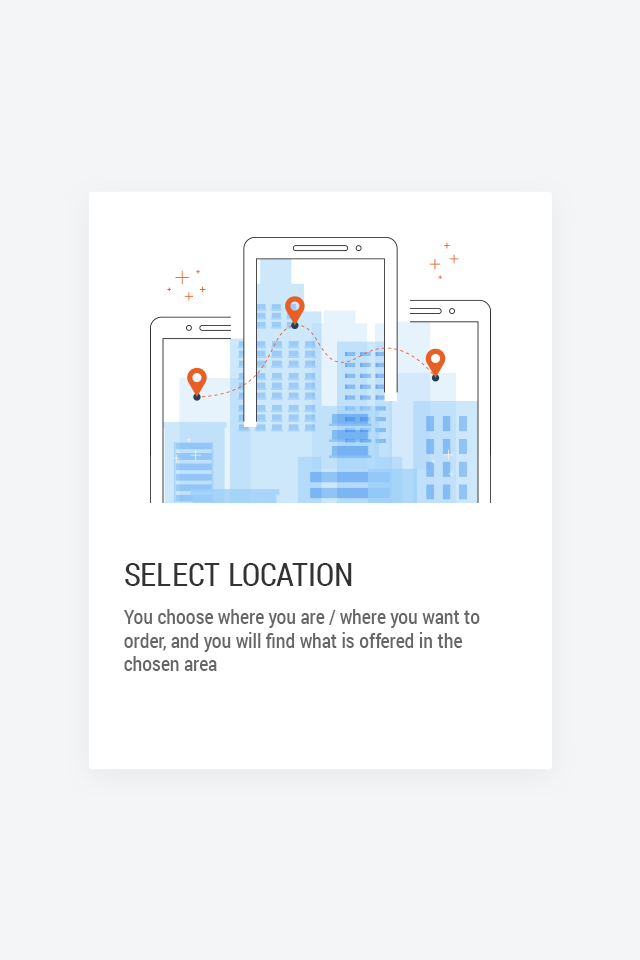 SELECT LOCATION
You choose where you are / where you want to
order, and you will find what is offered in the
chosen area